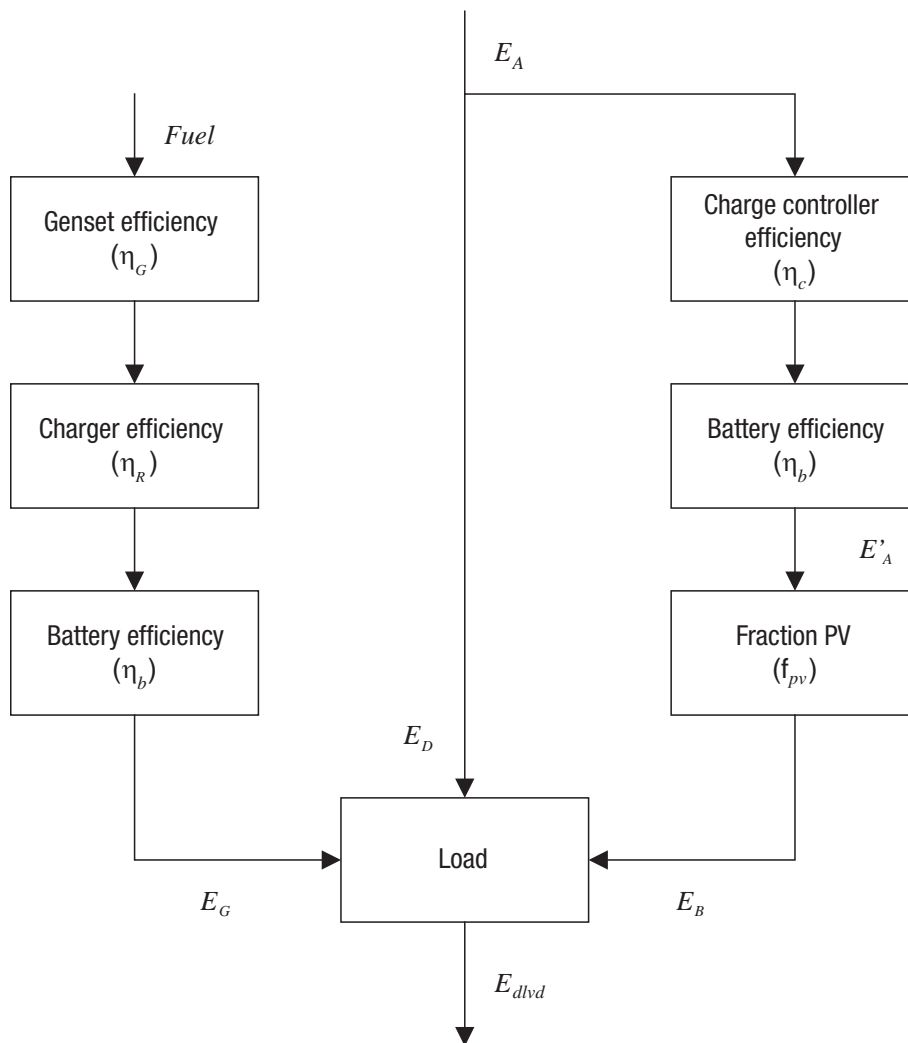 E_A
Fuel
Genset efficiency
(η_G)
Charge controller
efficiency
(η_c)
Charger efficiency
(η_R)
Battery efficiency
(η_b)
E’_A
Battery efficiency
(η_b)
Fraction PV
(f_pv)
E_D
Load
E_G
E_B
E_dlvd